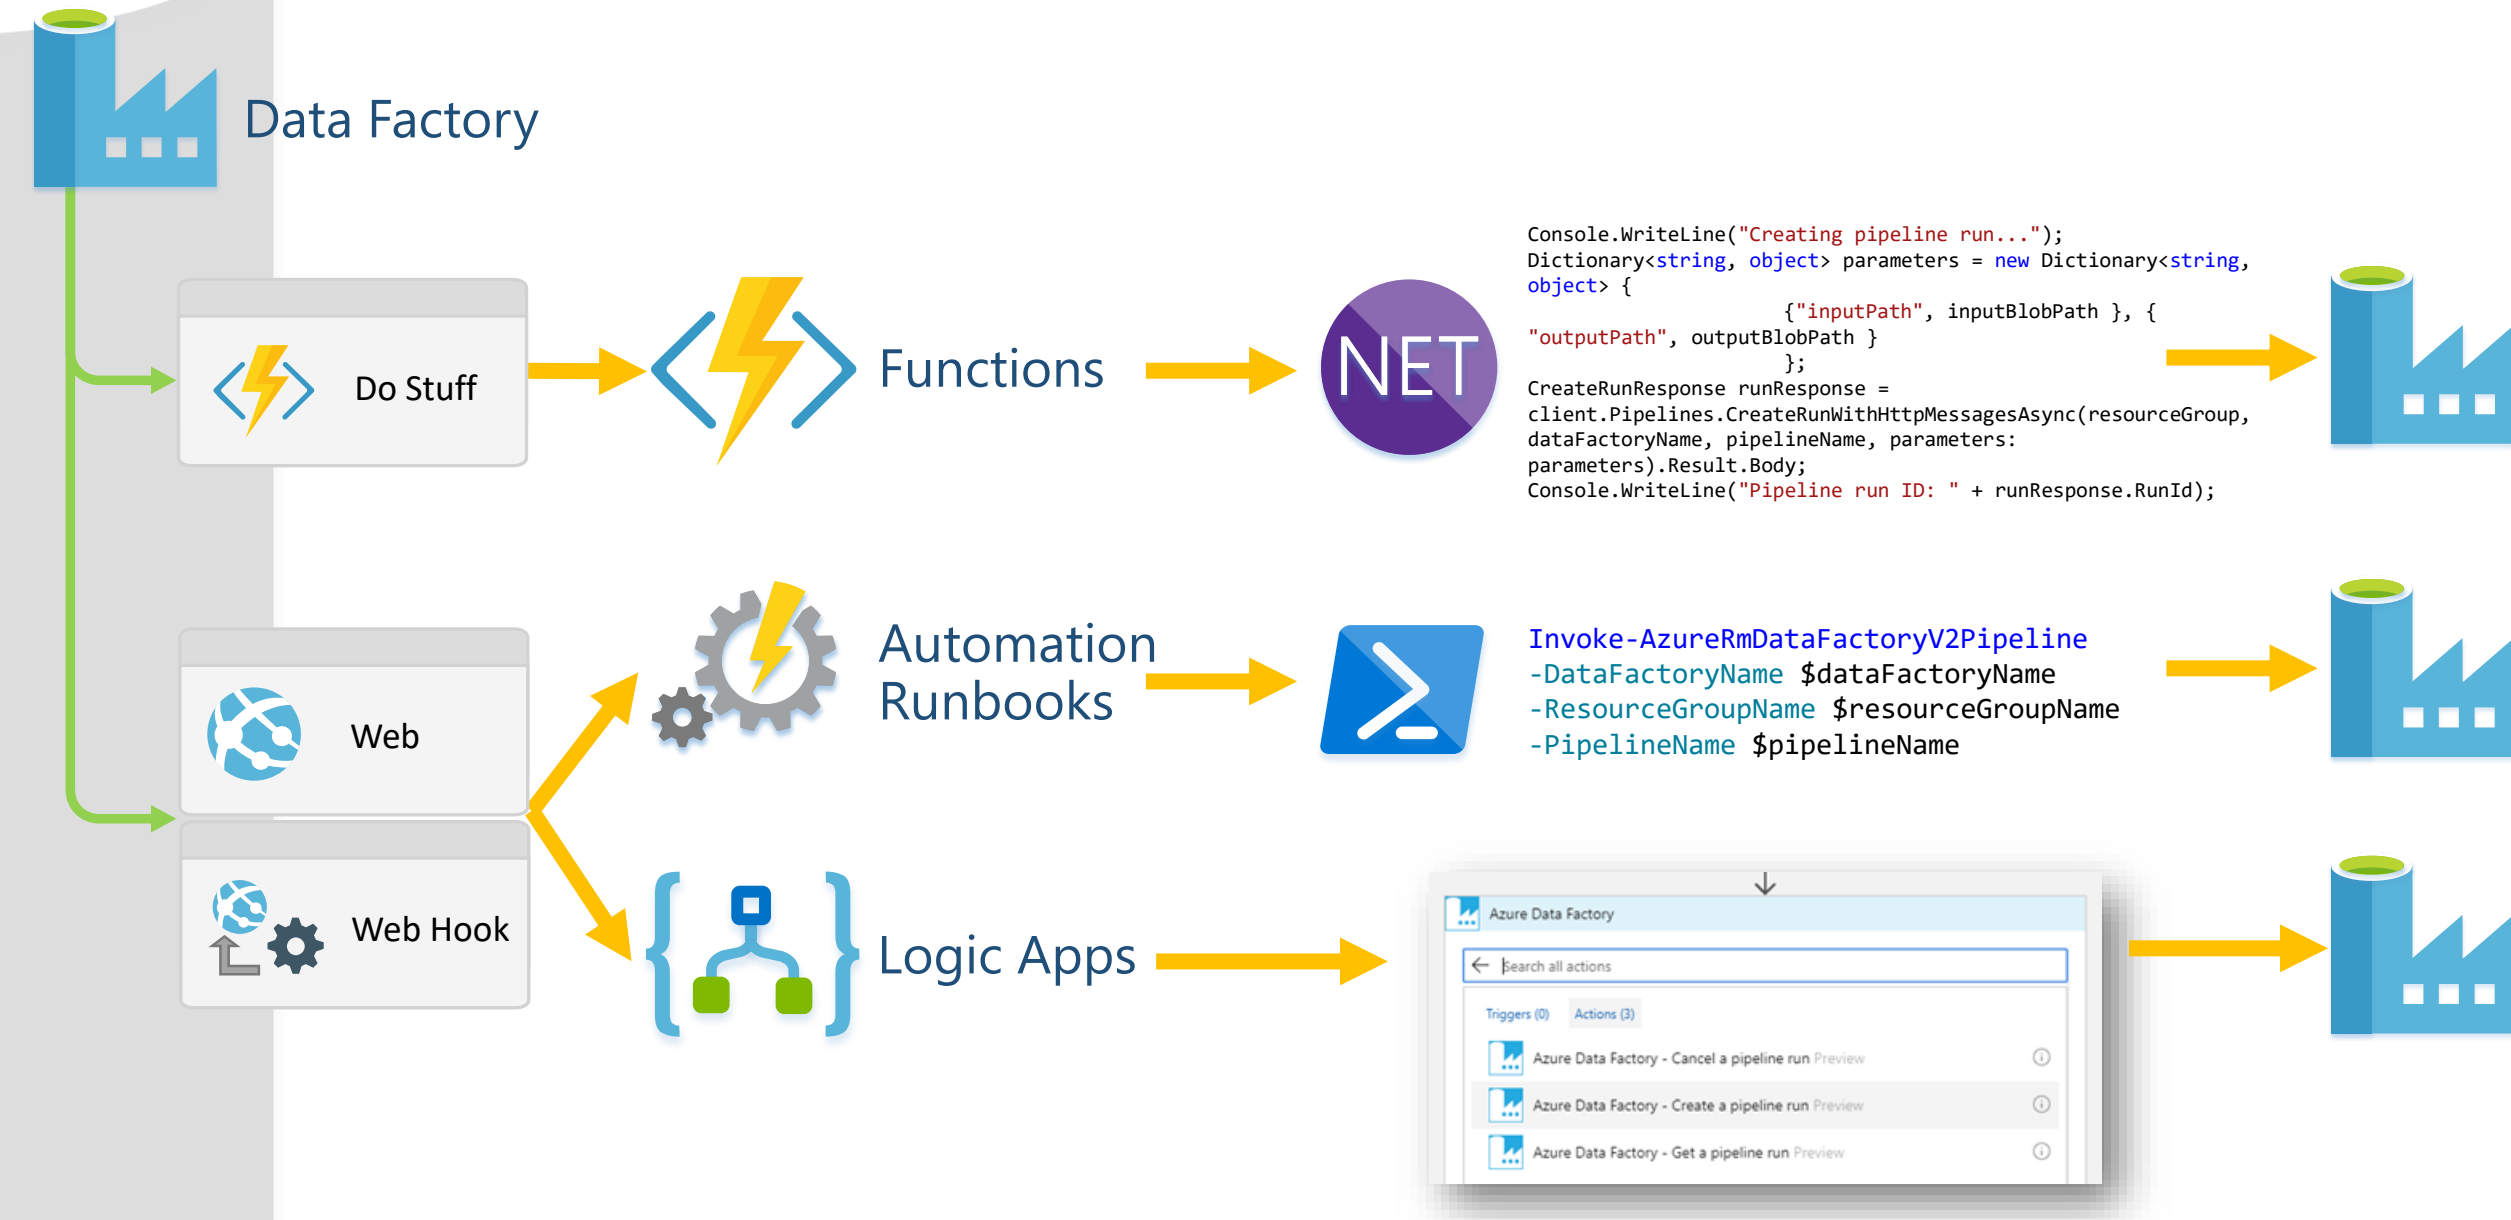 Data Factory
Do Stuff
Functions
NET
Console.WriteLine("Creating pipeline run...");
Dictionary<string, object> parameters = new Dictionary<string,
object> {
{"inputPath", inputBlobPath }, {
"outputPath", outputBlobPath }
};
CreateRunResponse runResponse =
client.Pipelines.CreateRunWithHttpMessagesAsync(resourceGroup,
dataFactoryName, pipelineName, parameters:
parameters).Result.Body;
Console.WriteLine("Pipeline run ID: " + runResponse.RunId);
Web
Automation
Runbooks
Invoke-AzureRmDataFactoryV2Pipeline
-DataFactoryName $dataFactoryName
-ResourceGroupName $resourceGroupName
-PipelineName $pipelineName
Web Hook
Logic Apps
Azure Data Factory
Search all actions
Triggers (0) Actions (3)
Azure Data Factory - Cancel a pipeline run Preview
Azure Data Factory - Create a pipeline run Preview
Azure Data Factory - Get a pipeline run Preview